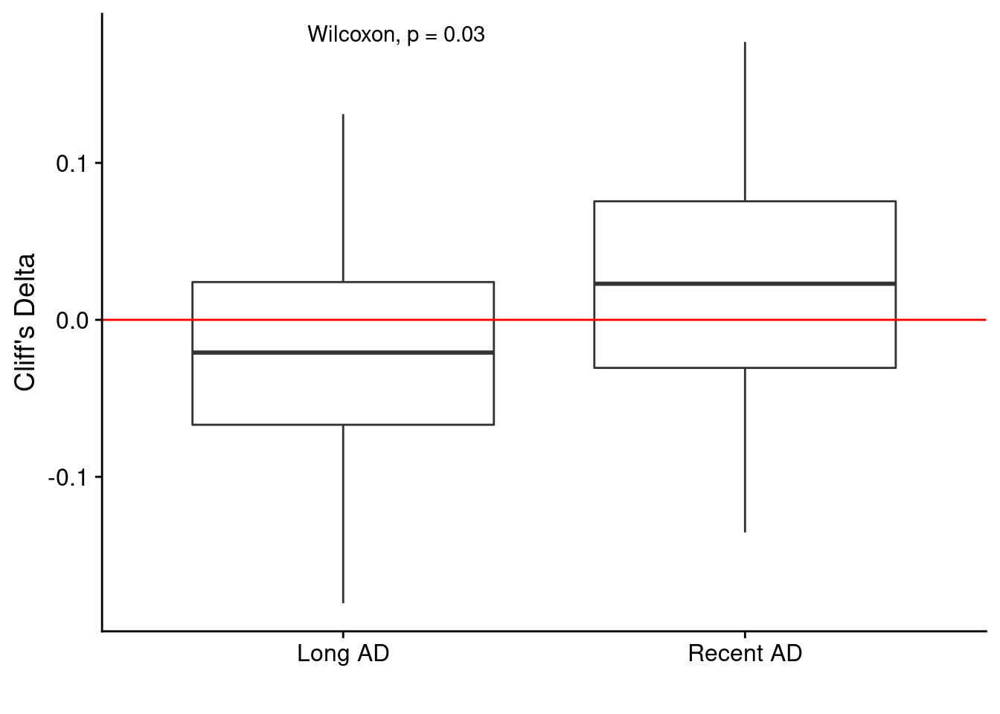 Wilcoxon, p = 0.03
0.1
0.0
-0.1
Cliff's Delta
Long AD
Recent AD